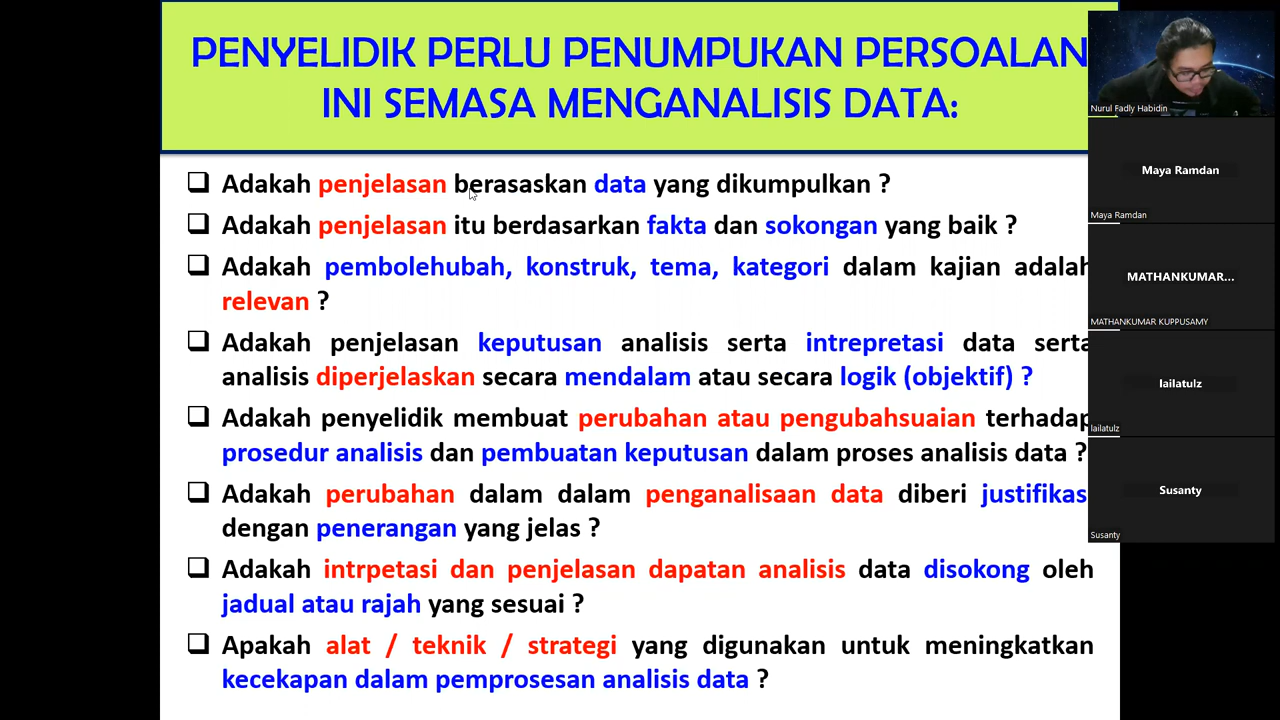 PENYELIDIK PERLU PENUMPUKAN PERSOALAN
INI SEMASA MENGANALISIS DATA:
Adakah penjelasan berasaskan data yang dikumpulkan ?
Adakah penjelasan itu berdasarkan fakta dan sokongan yang baik ?
Adakah pembolehubah, konstruk, tema, kategori dalam kajian adalah
relevan ?
Adakah penjelasan keputusan analisis serta intrepretasi data serta
analisis diperjelaskan secara mendalam atau secara logik (objektif) ?
Adakah penyelidik membuat perubahan atau pengubahsuaian terhadap
prosedur analisis dan pembuatan keputusan dalam proses analisis data ?
Adakah perubahan dalam dalam penganalisaan data diberi justifikas
dengan penerangan yang jelas ?
Adakah intrpetasi dan penjelasan dapatan analisis data disokong oleh
jadual atau rajah yang sesuai ?
Apakah alat / teknik / strategi yang digunakan untuk meningkatkan
kecekapan dalam pemprosesan analisis data ?
Nurul Fadly Habidin
Maya Ramdan
Maya Ramdan
MATHANKUMAR...
MATHANKUMAR KUPPUSAMY
lailatulz
lailatulz
Susanty
Susanty